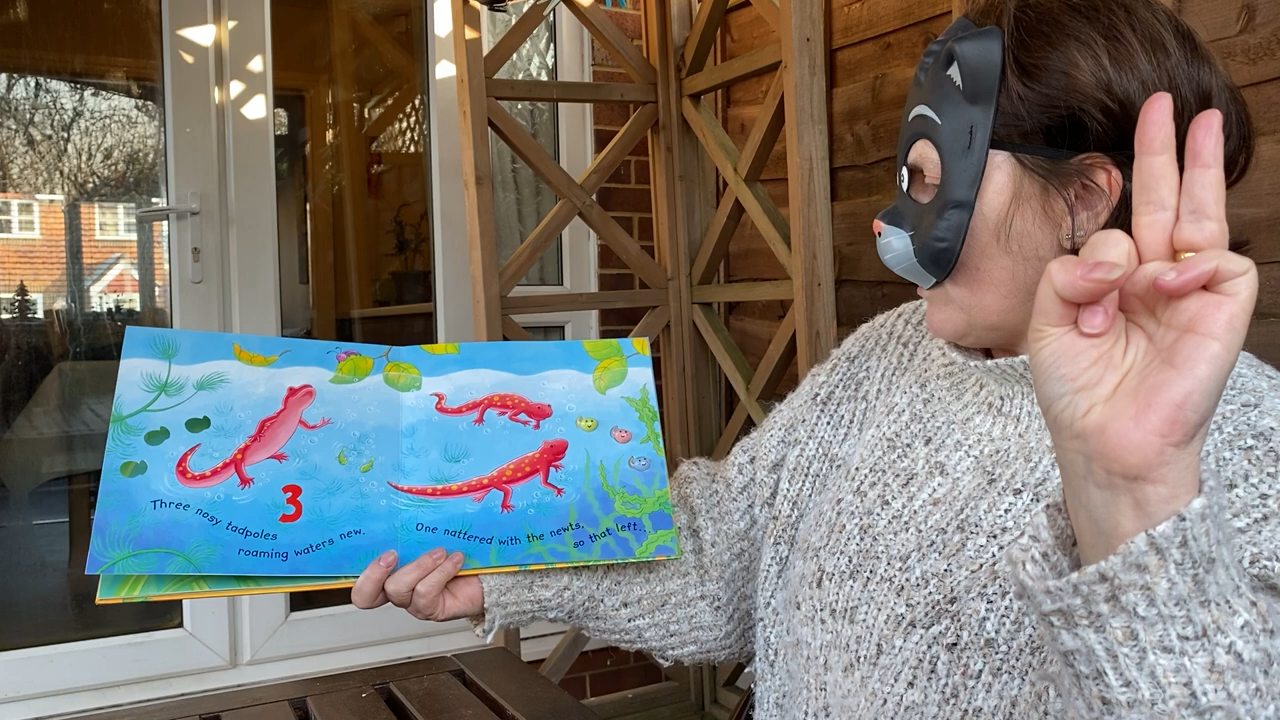 Three nosy tadpoles
roaming waters new.
3
One nattered with the newts,
so that left..